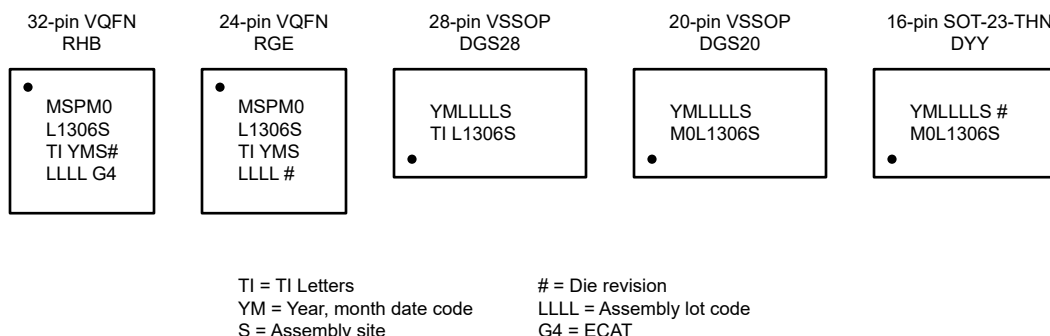 32-pin VQFN
RHB
24-pin VQFN
RGE
28-pin VSSOP
DGS28
20-pin VSSOP
DGS20
16-pin SOT-23-THN
DYY
MSPM0
L1306S
TI YMS#
LLLL G4
MSPM0
L1306S
TI YMS
LLLL #
YMLLLLS
TI L1306S
YMLLLLS
M0L1306S
YMLLLLS #
M0L1306S
TI = TI Letters
YM = Year, month date code
S = Assembly site
# = Die revision
LLLL = Assembly lot code
G4 = ECAT